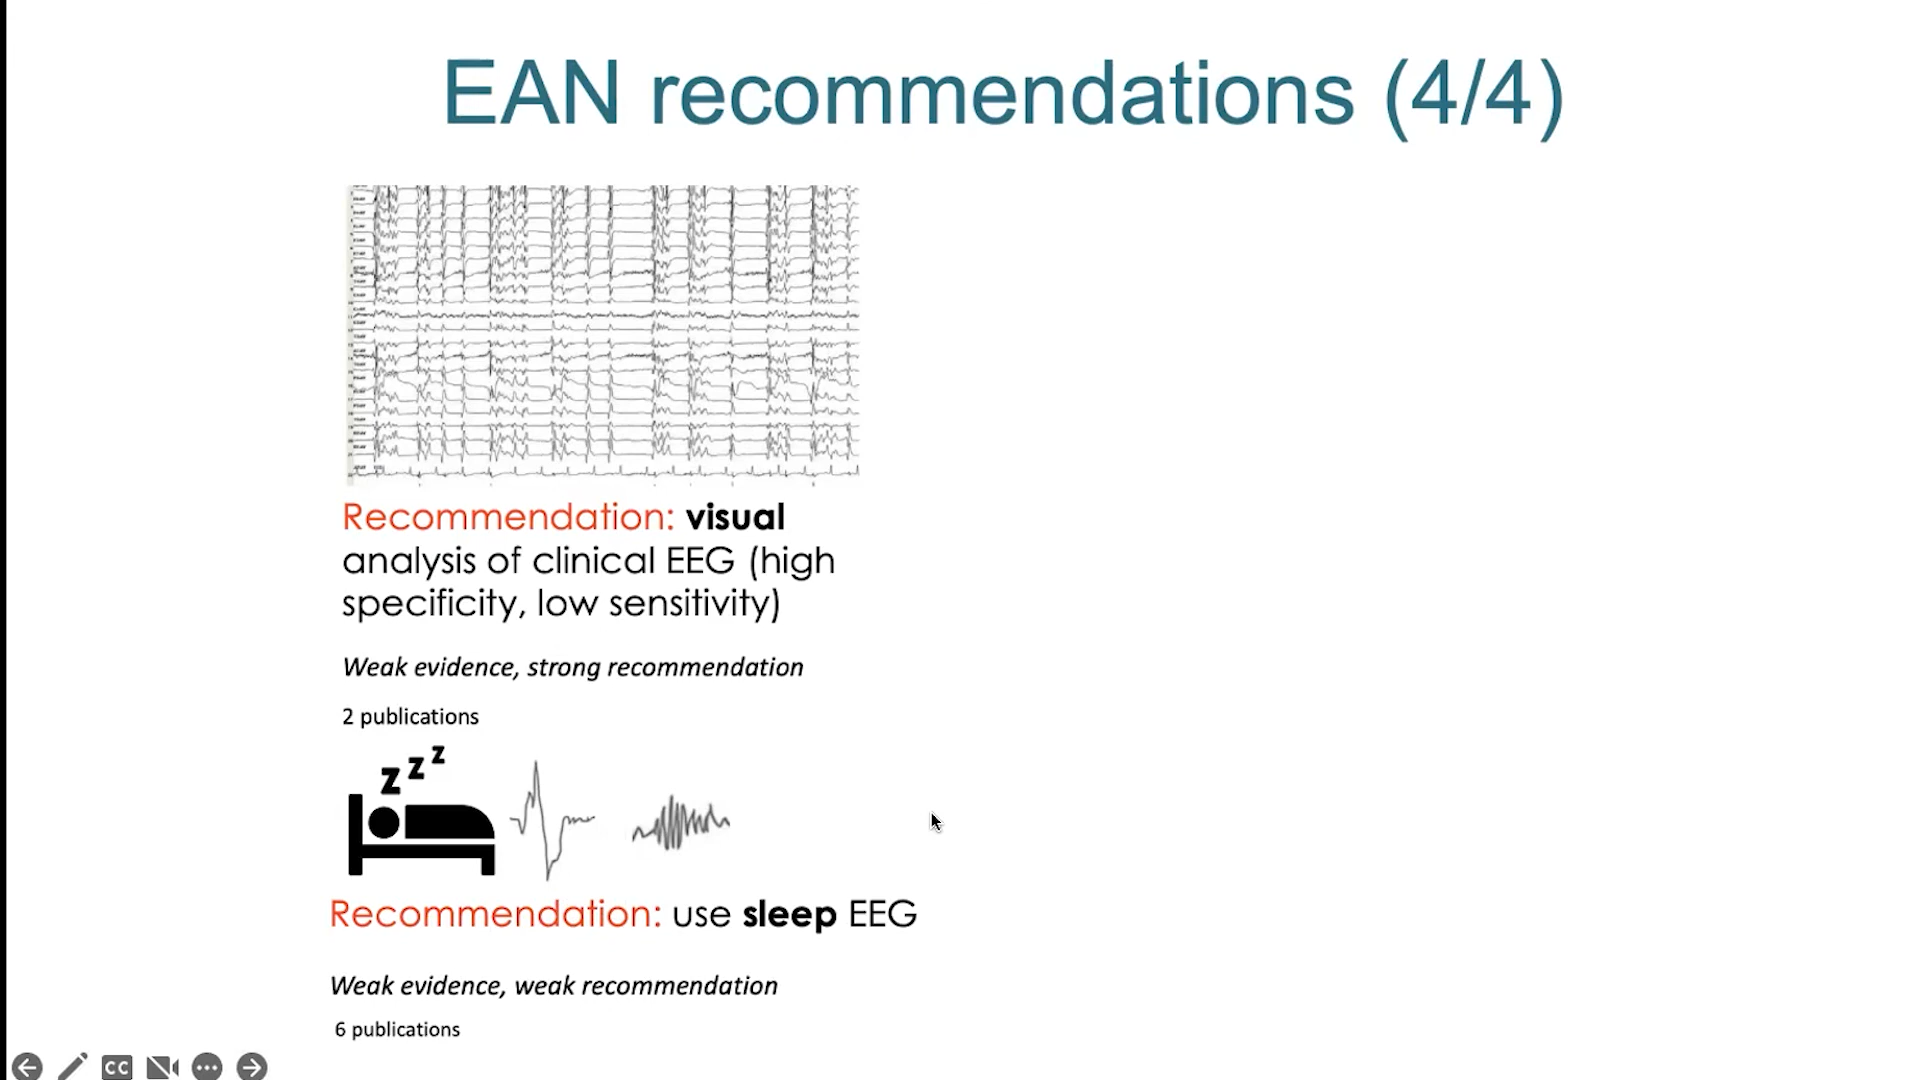 EAN recommendations (4/4)
Recommendation: visual
analysis of clinical EEG (high
specificity, low sensitivity)
Weak evidence, strong recommendation
2 publications
z z z
Recommendation: use sleep EEG
Weak evidence, weak recommendation
6 publications
CC